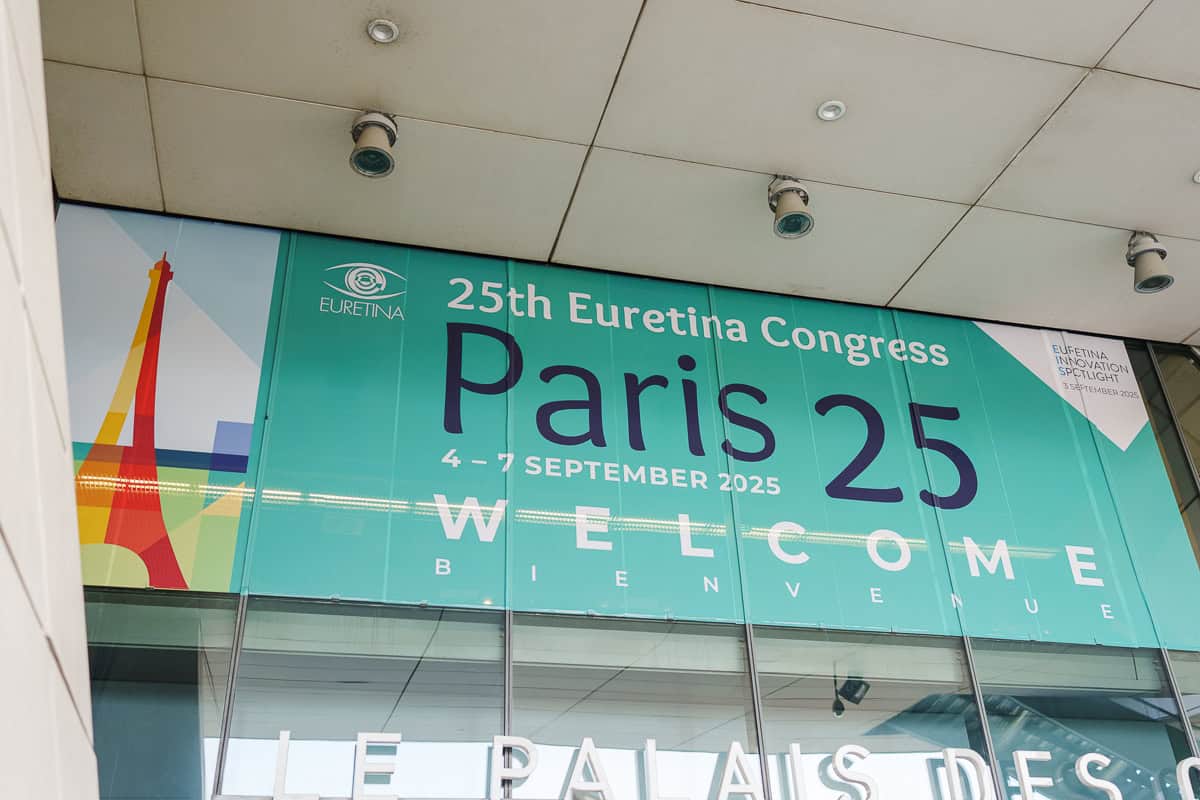 EURETINA
25th Euretina Congress
Paris 25
4 – 7 SEPTEMBER 2025
WELCOME
BIENVENUE
EURETINA
INNOVATION
SPOTLIGHT
3 SEPTEMBER 2025
LE PALAIS DES